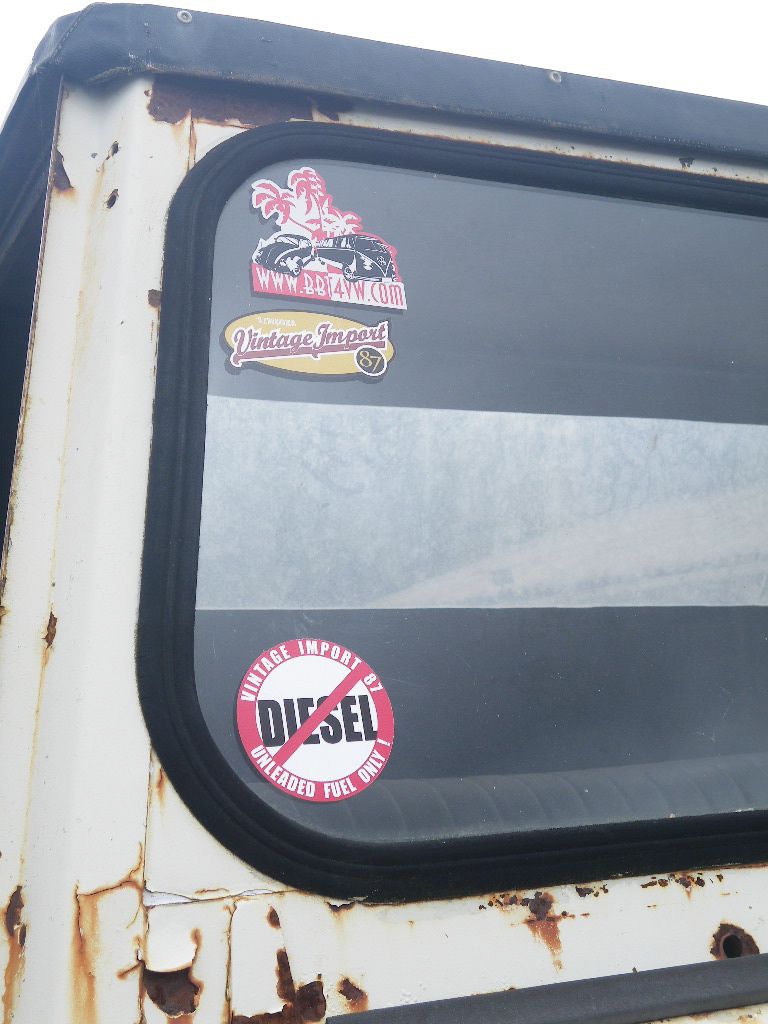 WWW.BBT4VW.COM
Vintage Import
87
VINTAGE IMPORT 87
DIESEL
UNLEADED FUEL ONLY !